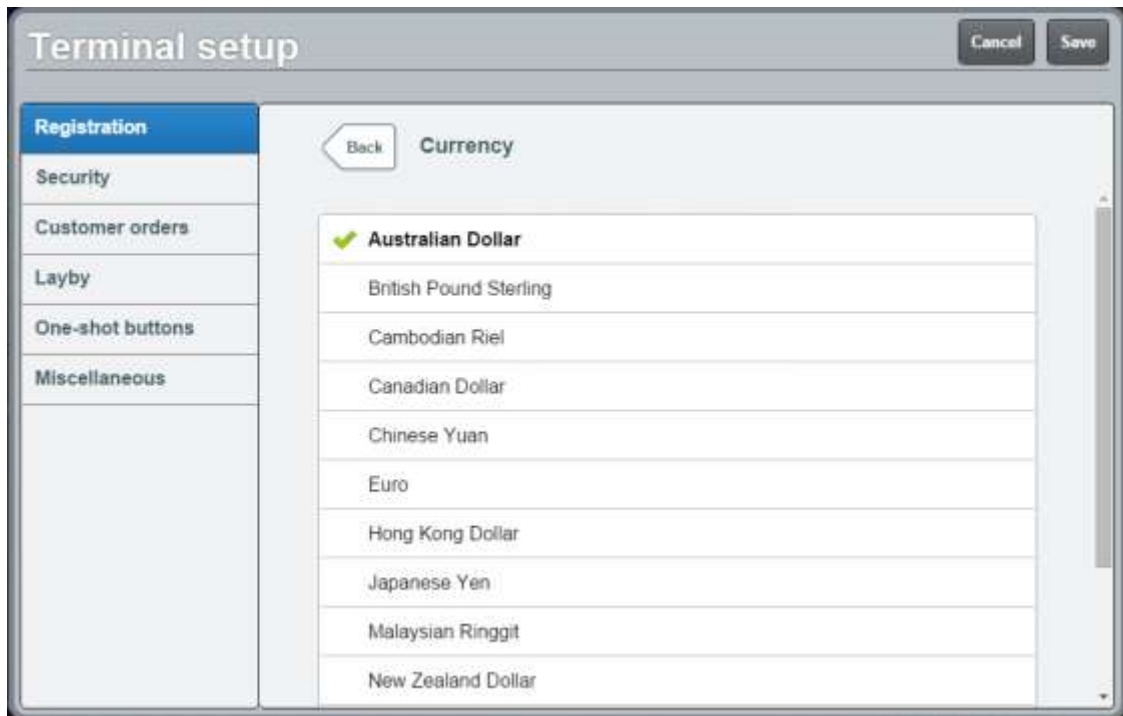 Terminal setup
Cancel
Save
Registration
Security
Customer orders
Layby
One-shot buttons
Miscellaneous
Back
Currency
Australian Dollar
British Pound Sterling
Cambodian Riel
Canadian Dollar
Chinese Yuan
Euro
Hong Kong Dollar
Japanese Yen
Malaysian Ringgit
New Zealand Dollar